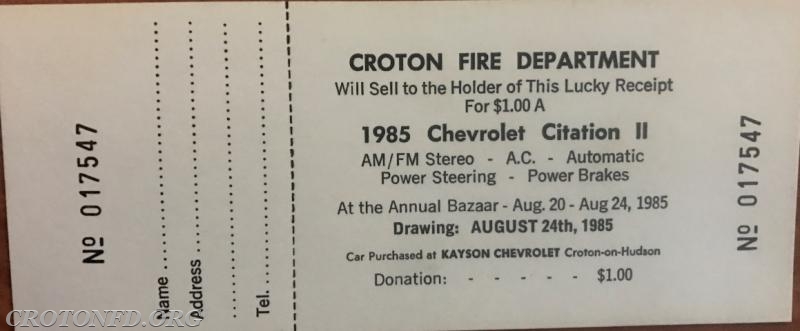 Nº 017547
Name
Address
Tel.
CROTON FIRE DEPARTMENT
Will Sell to the Holder of This Lucky Receipt
For $1.00 A
1985 Chevrolet Citation II
AM/FM Stereo - A.C. - Automatic
Power Steering - Power Brakes
At the Annual Bazaar - Aug. 20 - Aug 24, 1985
Drawing: AUGUST 24th, 1985
Car Purchased at KAYSON CHEVROLET Croton-on-Hudson
Donation: - - - - - $1.00
Nº 017547
CROTONFD.ORG